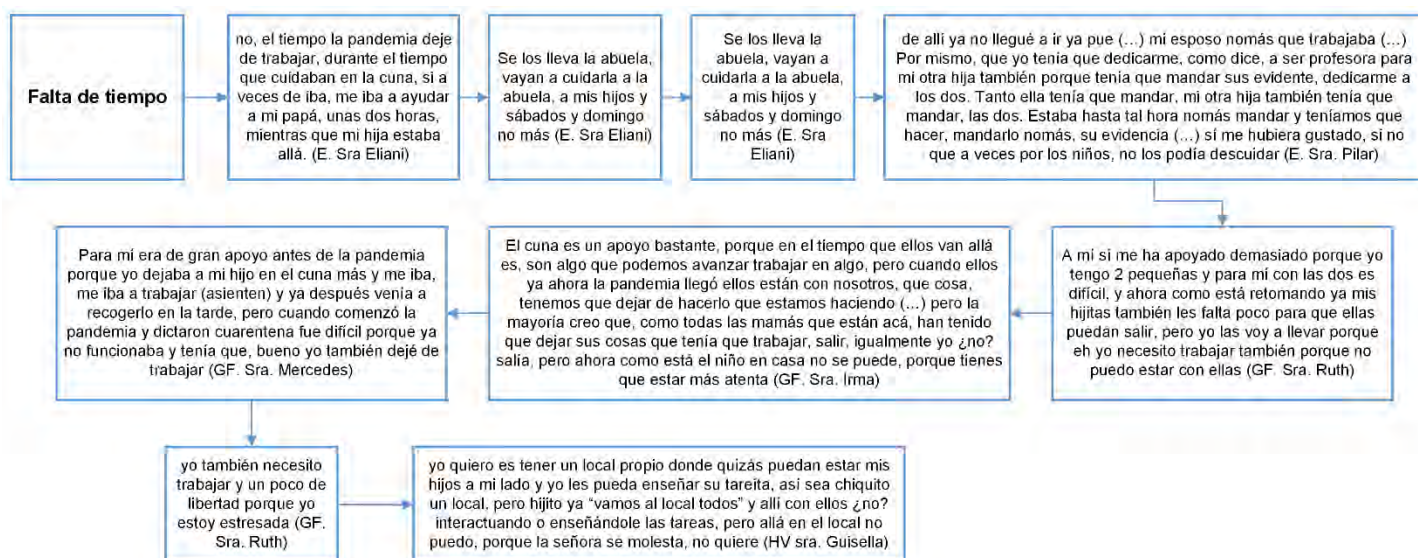 Falta de tiempo
no, el tiempo la pandemia deje
de trabajar, durante el tiempo
que cuidaban en la cuna, si a
veces de iba, me iba a ayudar
a mi papá, unas dos horas,
mientras que mi hija estaba
allá. (E. Sra Eliani)
Se los lleva la abuela,
vayan a cuidarla a la
abuela, a mis hijos y
sábados y domingo
no más (E. Sra Eliani)
Se los lleva la
abuela, vayan a
cuidarla a la abuela,
a mis hijos y
sábados y domingo
no más (E. Sra
Eliani)
de allí ya no llegué a ir ya pue (...) mi esposo nomás que trabajaba (...)
Por mismo, que yo tenía que dedicarme, como dice, a ser profesora para
mi otra hija también porque tenía que mandar sus evidente, dedicarme a
los dos. Tanto ella tenía que mandar, mi otra hija también tenía que
mandar, las dos. Estaba hasta tal hora nomás mandar y teníamos que
hacer, mandarlo nomás, su evidencia (...) sí me hubiera gustado, si no
que a veces por los niños, no los podía descuidar (E. Sra. Pilar)
A mí si me ha apoyado demasiado porque yo
tengo 2 pequeñas y para mí con las dos es
difícil, y ahora como está retomando ya mis
hijitas también les falta poco para que ellas
puedan salir, pero yo las voy a llevar porque
eh yo necesito trabajar también porque no
puedo estar con ellas (GF. Sra. Ruth)
El cuna es un apoyo bastante, porque en el tiempo que ellos van allá
es, son algo que podemos avanzar trabajar en algo, pero cuando ellos
ya ahora la pandemia llegó ellos están con nosotros, que cosa,
tenemos que dejar de hacerlo que estamos haciendo (...) pero la
mayoría creo que, como todas las mamás que están acá, han tenido
que dejar sus cosas que tenía que trabajar, salir, igualmente yo ¿no?
salía, pero ahora como está el niño en casa no se puede, porque tienes
que estar más atenta (GF. Sra. Irma)
Para mí era de gran apoyo antes de la pandemia
porque yo dejaba a mi hijo en el cuna más y me iba,
me iba a trabajar (asienten) y ya después venía a
recogerlo en la tarde, pero cuando comenzó la
pandemia y dictaron cuarentena fue difícil porque ya
no funcionaba y tenía que, bueno yo también dejé de
trabajar (GF. Sra. Mercedes)
yo también necesito
trabajar y un poco de
libertad porque yo
estoy estresada (GF.
Sra. Ruth)
yo quiero es tener un local propio donde quizás puedan estar mis
hijos a mi lado y yo les pueda enseñar su tareíta, así sea chiquito
un local, pero hijito ya “vamos al local todos” y allí con ellos ¿no?
interactuando o enseñándole las tareas, pero allá en el local no
puedo, porque la señora se molesta, no quiere (HV sra. Guisella)